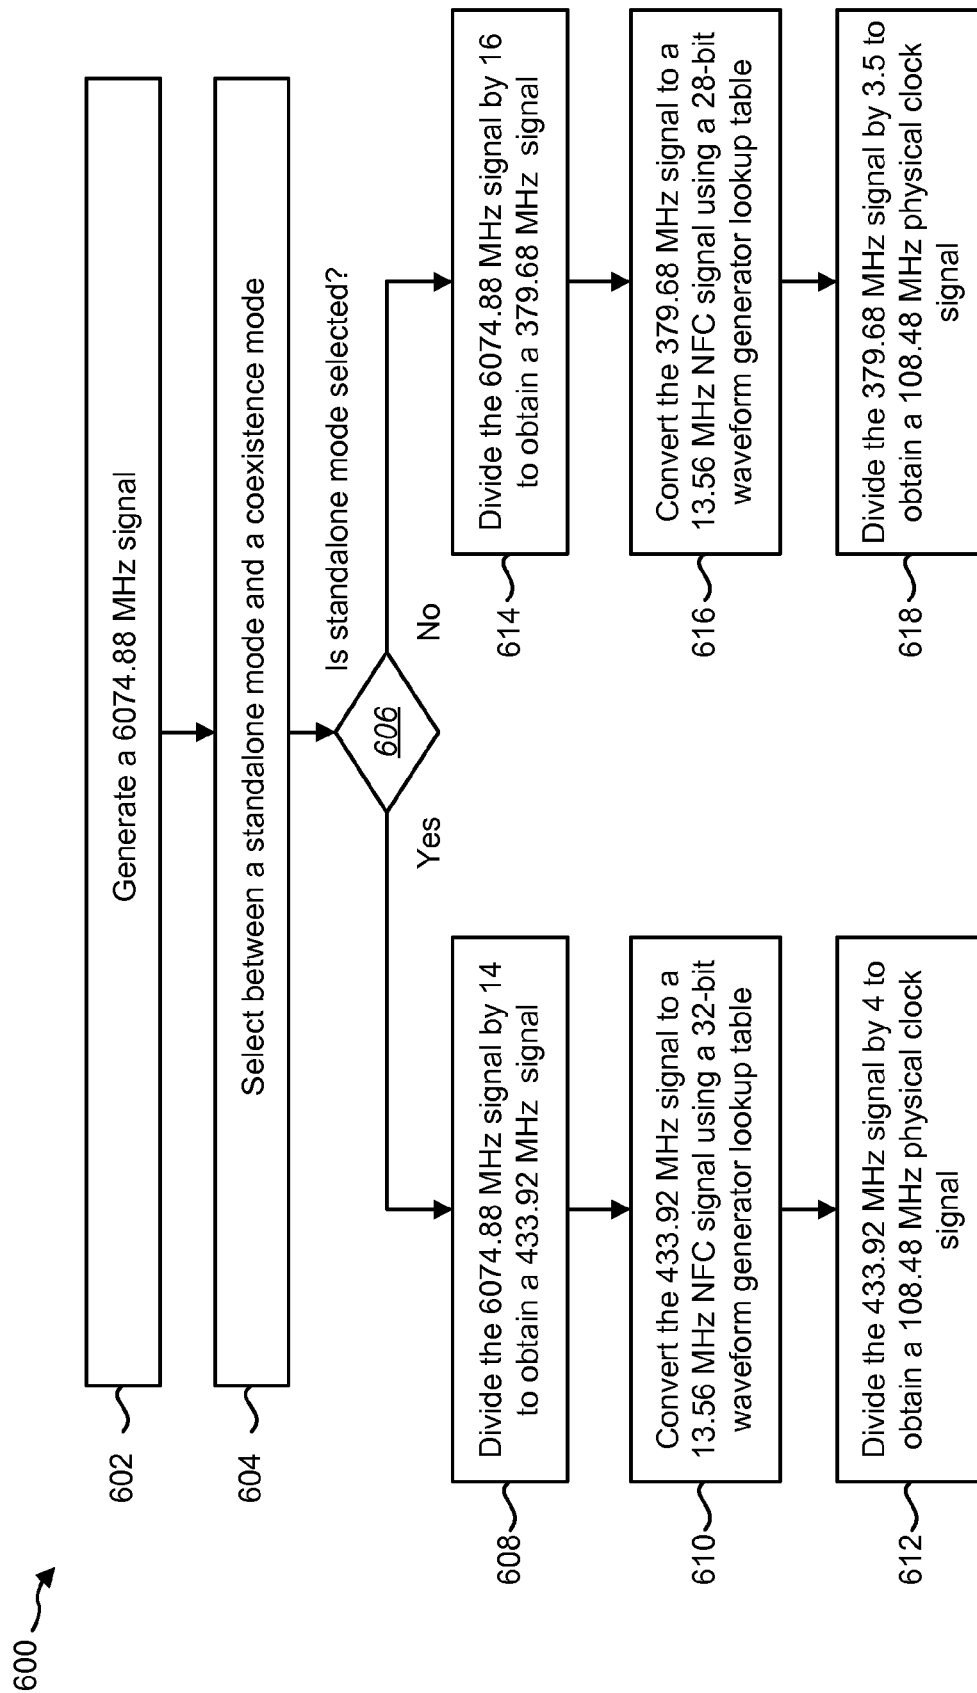 600
602
Generate a 6074.88 MHz signal
604
Select between a standalone mode and a coexistence mode
Is standalone mode selected?
606
Yes
No
608
Divide the 6074.88 MHz signal by 14
to obtain a 433.92 MHz signal
610
Convert the 433.92 MHz signal to a
13.56 MHz NFC signal using a 32-bit
waveform generator lookup table
612
Divide the 433.92 MHz signal by 4 to
obtain a 108.48 MHz physical clock
signal
614
Divide the 6074.88 MHz signal by 16
to obtain a 379.68 MHz signal
616
Convert the 379.68 MHz signal to a
13.56 MHz NFC signal using a 28-bit
waveform generator lookup table
618
Divide the 379.68 MHz signal by 3.5 to
obtain a 108.48 MHz physical clock
signal